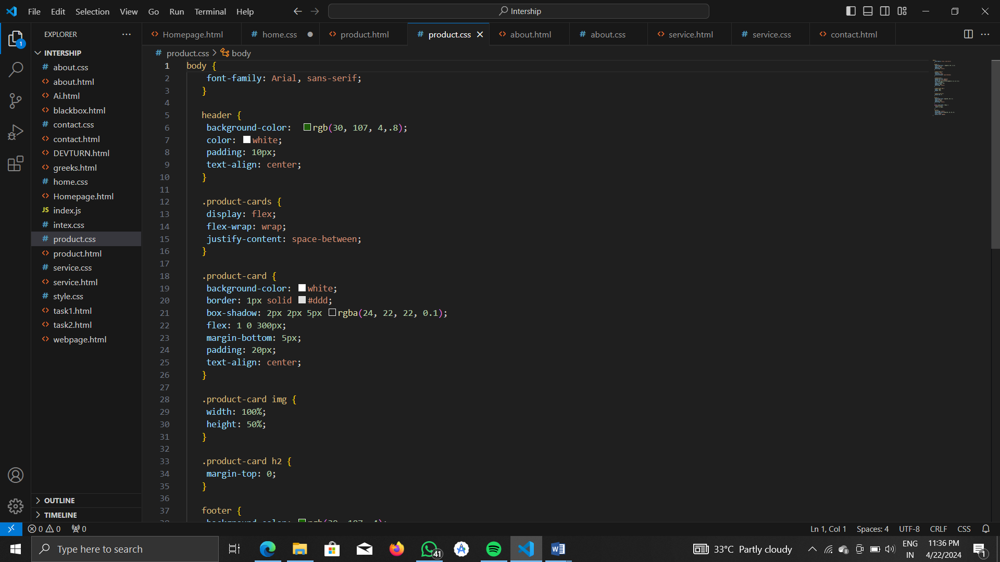 File Edit Selection View Go Run Terminal Help
Intership
EXPLORER
Homepage.html
home.css
product.html
product.css
about.html
about.css
service.html
service.css
contact.html
1
INTERSHIP
about.css
about.html
Ai.html
blackbox.html
contact.css
contact.html
DEVTURN.html
greeks.html
home.css
Homepage.html
JS index.js
intex.css
product.css
product.html
service.css
service.html
style.css
task1.html
task2.html
webpage.html
OUTLINE
TIMELINE
# product.css > body
1 body {
2 font-family: Arial, sans-serif;
3 }
4
5 header {
6 background-color: rgb(30, 107, 4,.8);
7 color: white;
8 padding: 10px;
9 text-align: center;
10 }
11
12 .product-cards {
13 display: flex;
14 flex-wrap: wrap;
15 justify-content: space-between;
16 }
17
18 .product-card {
19 background-color: white;
20 border: 1px solid #ddd;
21 box-shadow: 2px 2px 5px rgba(24, 22, 22, 0.1);
22 flex: 1 0 300px;
23 margin-bottom: 5px;
24 padding: 20px;
25 text-align: center;
26 }
27
28 .product-card img {
29 width: 100%;
30 height: 50%;
31 }
32
33 .product-card h2 {
34 margin-top: 0;
35 }
36
37 footer {
0 0 0
Ln 1, Col 1 Spaces: 4 UTF-8 CRLF CSS
Type here to search
41
33°C Partly cloudy
ENG
IN
11:36 PM
4/22/2024
1